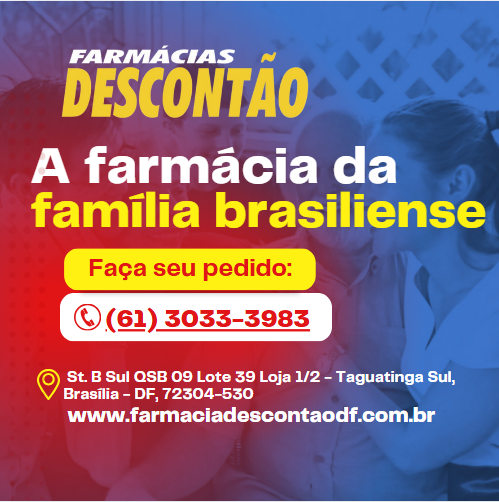 FARMÁCIAS
DESCONTÃO
A farmácia da
família brasiliense
Faça seu pedido:
(61) 3033-3983
St. B Sul QSB 09 Lote 39 Loja 1/2 - Taguatinga Sul,
Brasília - DF, 72304-530
www.farmaciadescontaodf.com.br